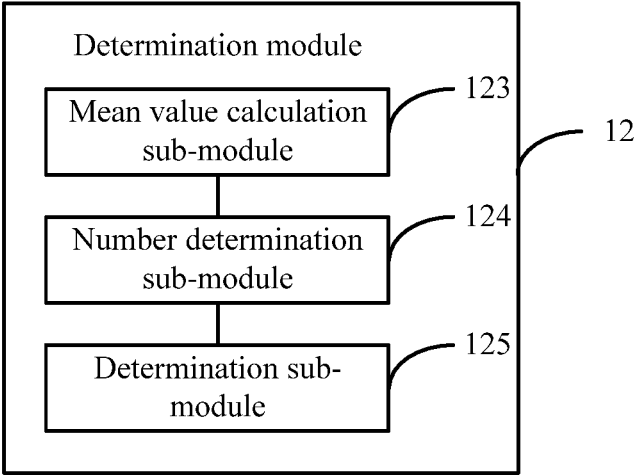 Determination module
123
Mean value calculation
sub-module
12
124
Number determination
sub-module
125
Determination sub-
module